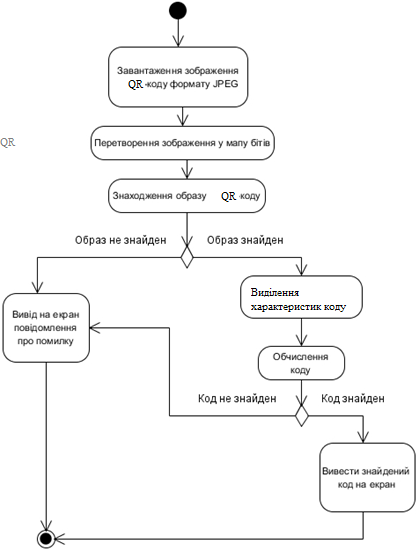 Завантаження зображення
QR-коду формату JPEG
QR
Перетворення зображення у мапу бітів
Знаходження образу QR-коду
Образ не знайден
Образ знайден
Вивід на екран
повідомлення
про помилку
Виділення
характеристик коду
Обчислення
коду
Код не знайден
Код знайден
Вивести знайдений
код на екран